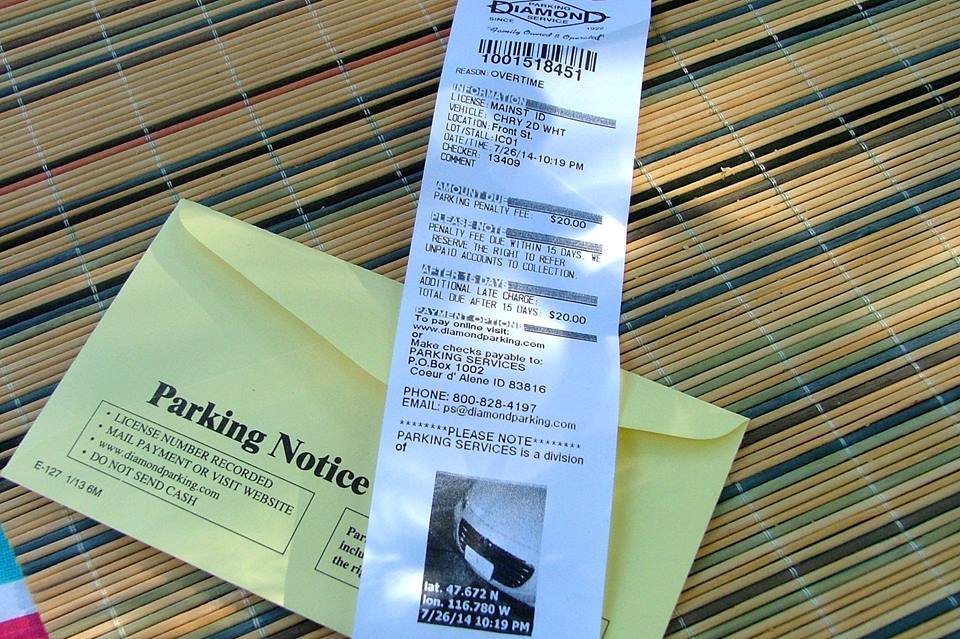 PARKING
DIAMOND
SINCE SERVICE 1922
"Family Owned & Operated"
1001518451
REASON: OVERTIME
INFORMATION
LICENSE: MAINST ID
VEHICLE: CHRY 2D WHT
LOCATION: Front St.
LOT/STALL: IC01
DATE/TIME: 7/26/14-10:19 PM
CHECKER: 13409
COMMENT
AMOUNT DUE
PARKING PENALTY FEE: $20.00
PLEASE NOTE
PENALTY FEE DUE WITHIN 15 DAYS. WE
RESERVE THE RIGHT TO REFER
UNPAID ACCOUNTS TO COLLECTION.
AFTER 15 DAYS
ADDITIONAL LATE CHARGE:
TOTAL DUE AFTER 15 DAYS: $20.00
PAYMENT OPTIONS
To pay online visit:
www.diamondparking.com
or
Make checks payable to:
PARKING SERVICES
P.O.Box 1002
Coeur d' Alene ID 83816
PHONE: 800-828-4197
EMAIL: ps@diamondparking.com
********PLEASE NOTE********
PARKING SERVICES is a division
of
lat. 47.672 N
lon. 116.780 W
7/26/14 10:19 PM
Parking Notice
• LICENSE NUMBER RECORDED
• MAIL PAYMENT OR VISIT WEBSITE
• www.diamondparking.com
• DO NOT SEND CASH
E-127 1/13 6M
Par
inclu
the ri